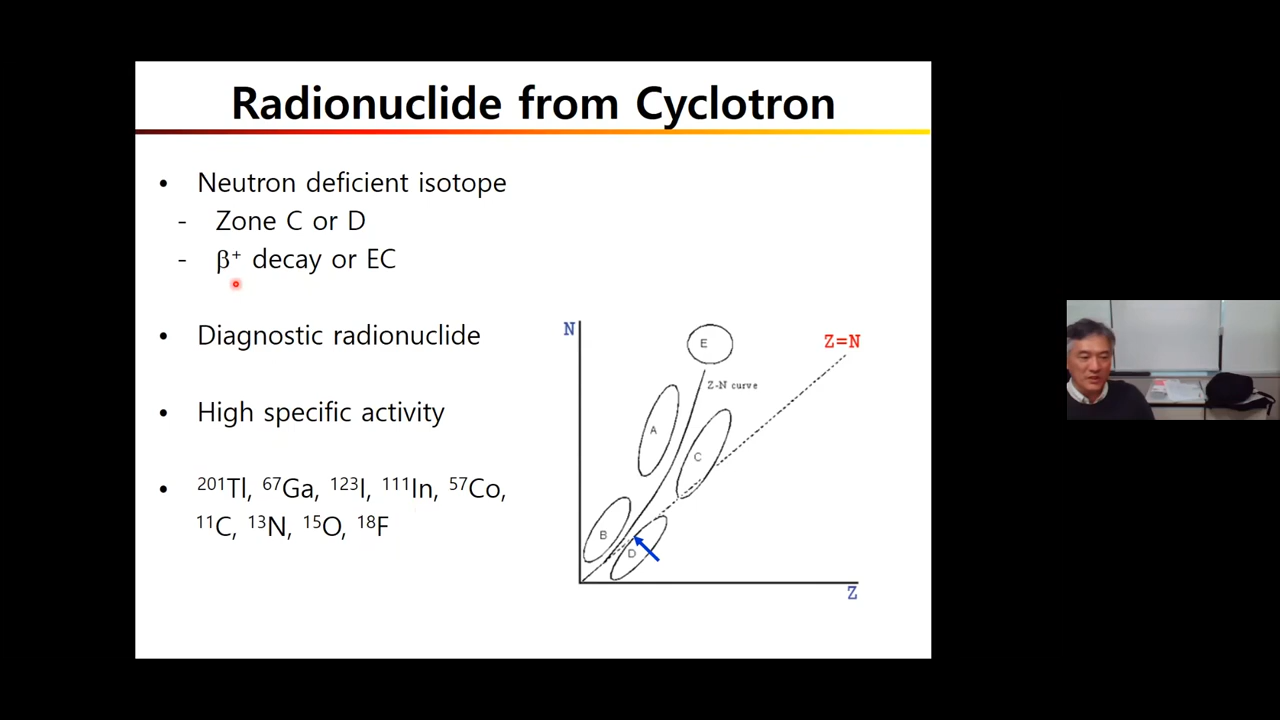 Radionuclide from Cyclotron
• Neutron deficient isotope
- Zone C or D
- β⁺ decay or EC
• Diagnostic radionuclide
• High specific activity
• ²⁰¹Tl, ⁶⁷Ga, ¹²³I, ¹¹¹In, ⁵⁷Co,
¹¹C, ¹³N, ¹⁵O, ¹⁸F
N
Z=N
E
Z-N curve
A
C
B
D
Z